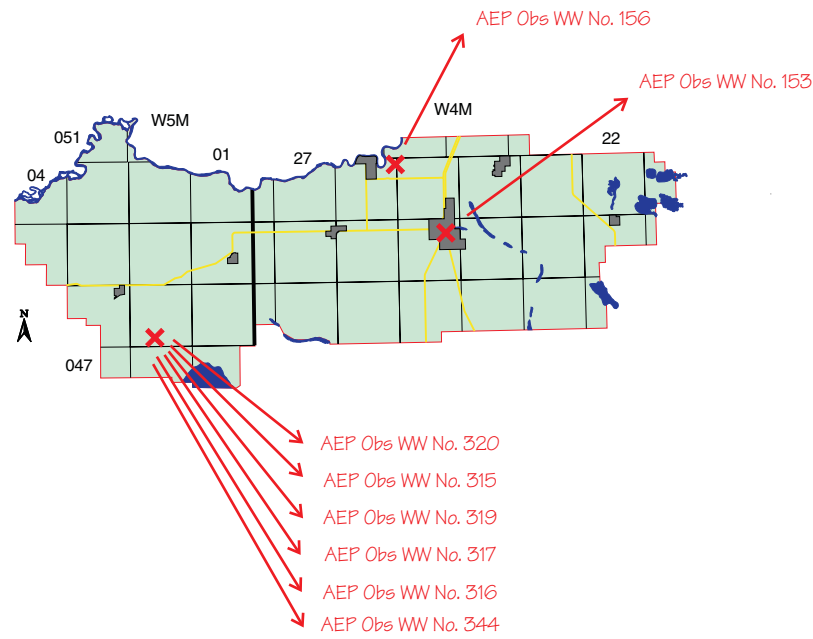 AEP Obs WW No. 156
AEP Obs WW No. 153
W5M
W4M
051
01
27
22
04
N
047
AEP Obs WW No. 320
AEP Obs WW No. 315
AEP Obs WW No. 319
AEP Obs WW No. 317
AEP Obs WW No. 316
AEP Obs WW No. 344